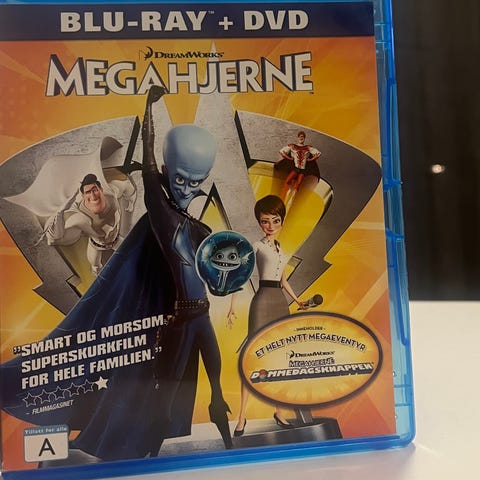 BLU-RAY + DVD
DREAMWORKS
MEGAHJERNE
"SMART OG MORSOM
SUPERSKURKFILM
FOR HELE FAMILIEN."
- FILMMAGASINET
Tillatt for alle
A
- INNEHOLDER -
ET HELT NYTT MEGAEVENTYR
DREAMWORKS
MEGAHJERNE:
DOMMEDAGSKNAPPEN